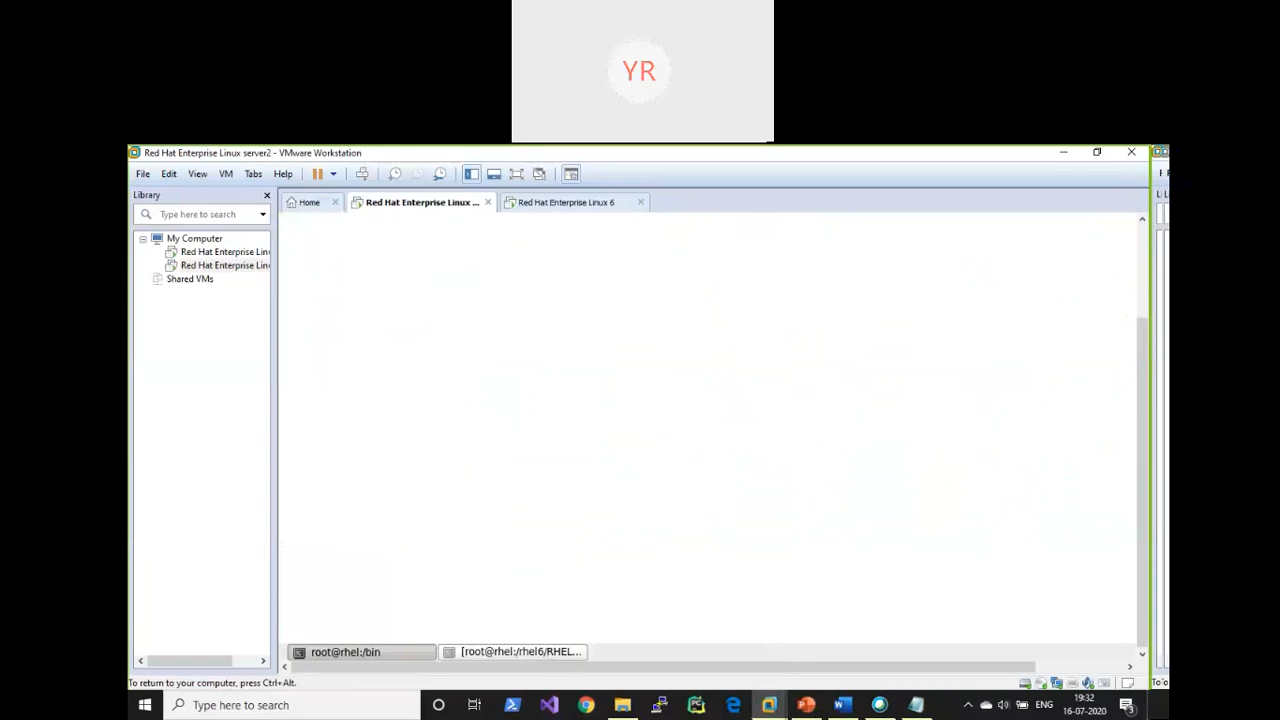 YR
Red Hat Enterprise Linux server2 - VMware Workstation
File Edit View VM Tabs Help
Library
Type here to search
My Computer
Red Hat Enterprise Lin
Red Hat Enterprise Lin
Shared VMs
Home
Red Hat Enterprise Linux ...
Red Hat Enterprise Linux 6
root@rhel:/bin
[root@rhel:/rhel6/RHEL...
To return to your computer, press Ctrl+Alt.
Type here to search
ENG
19:32
16-07-2020
3